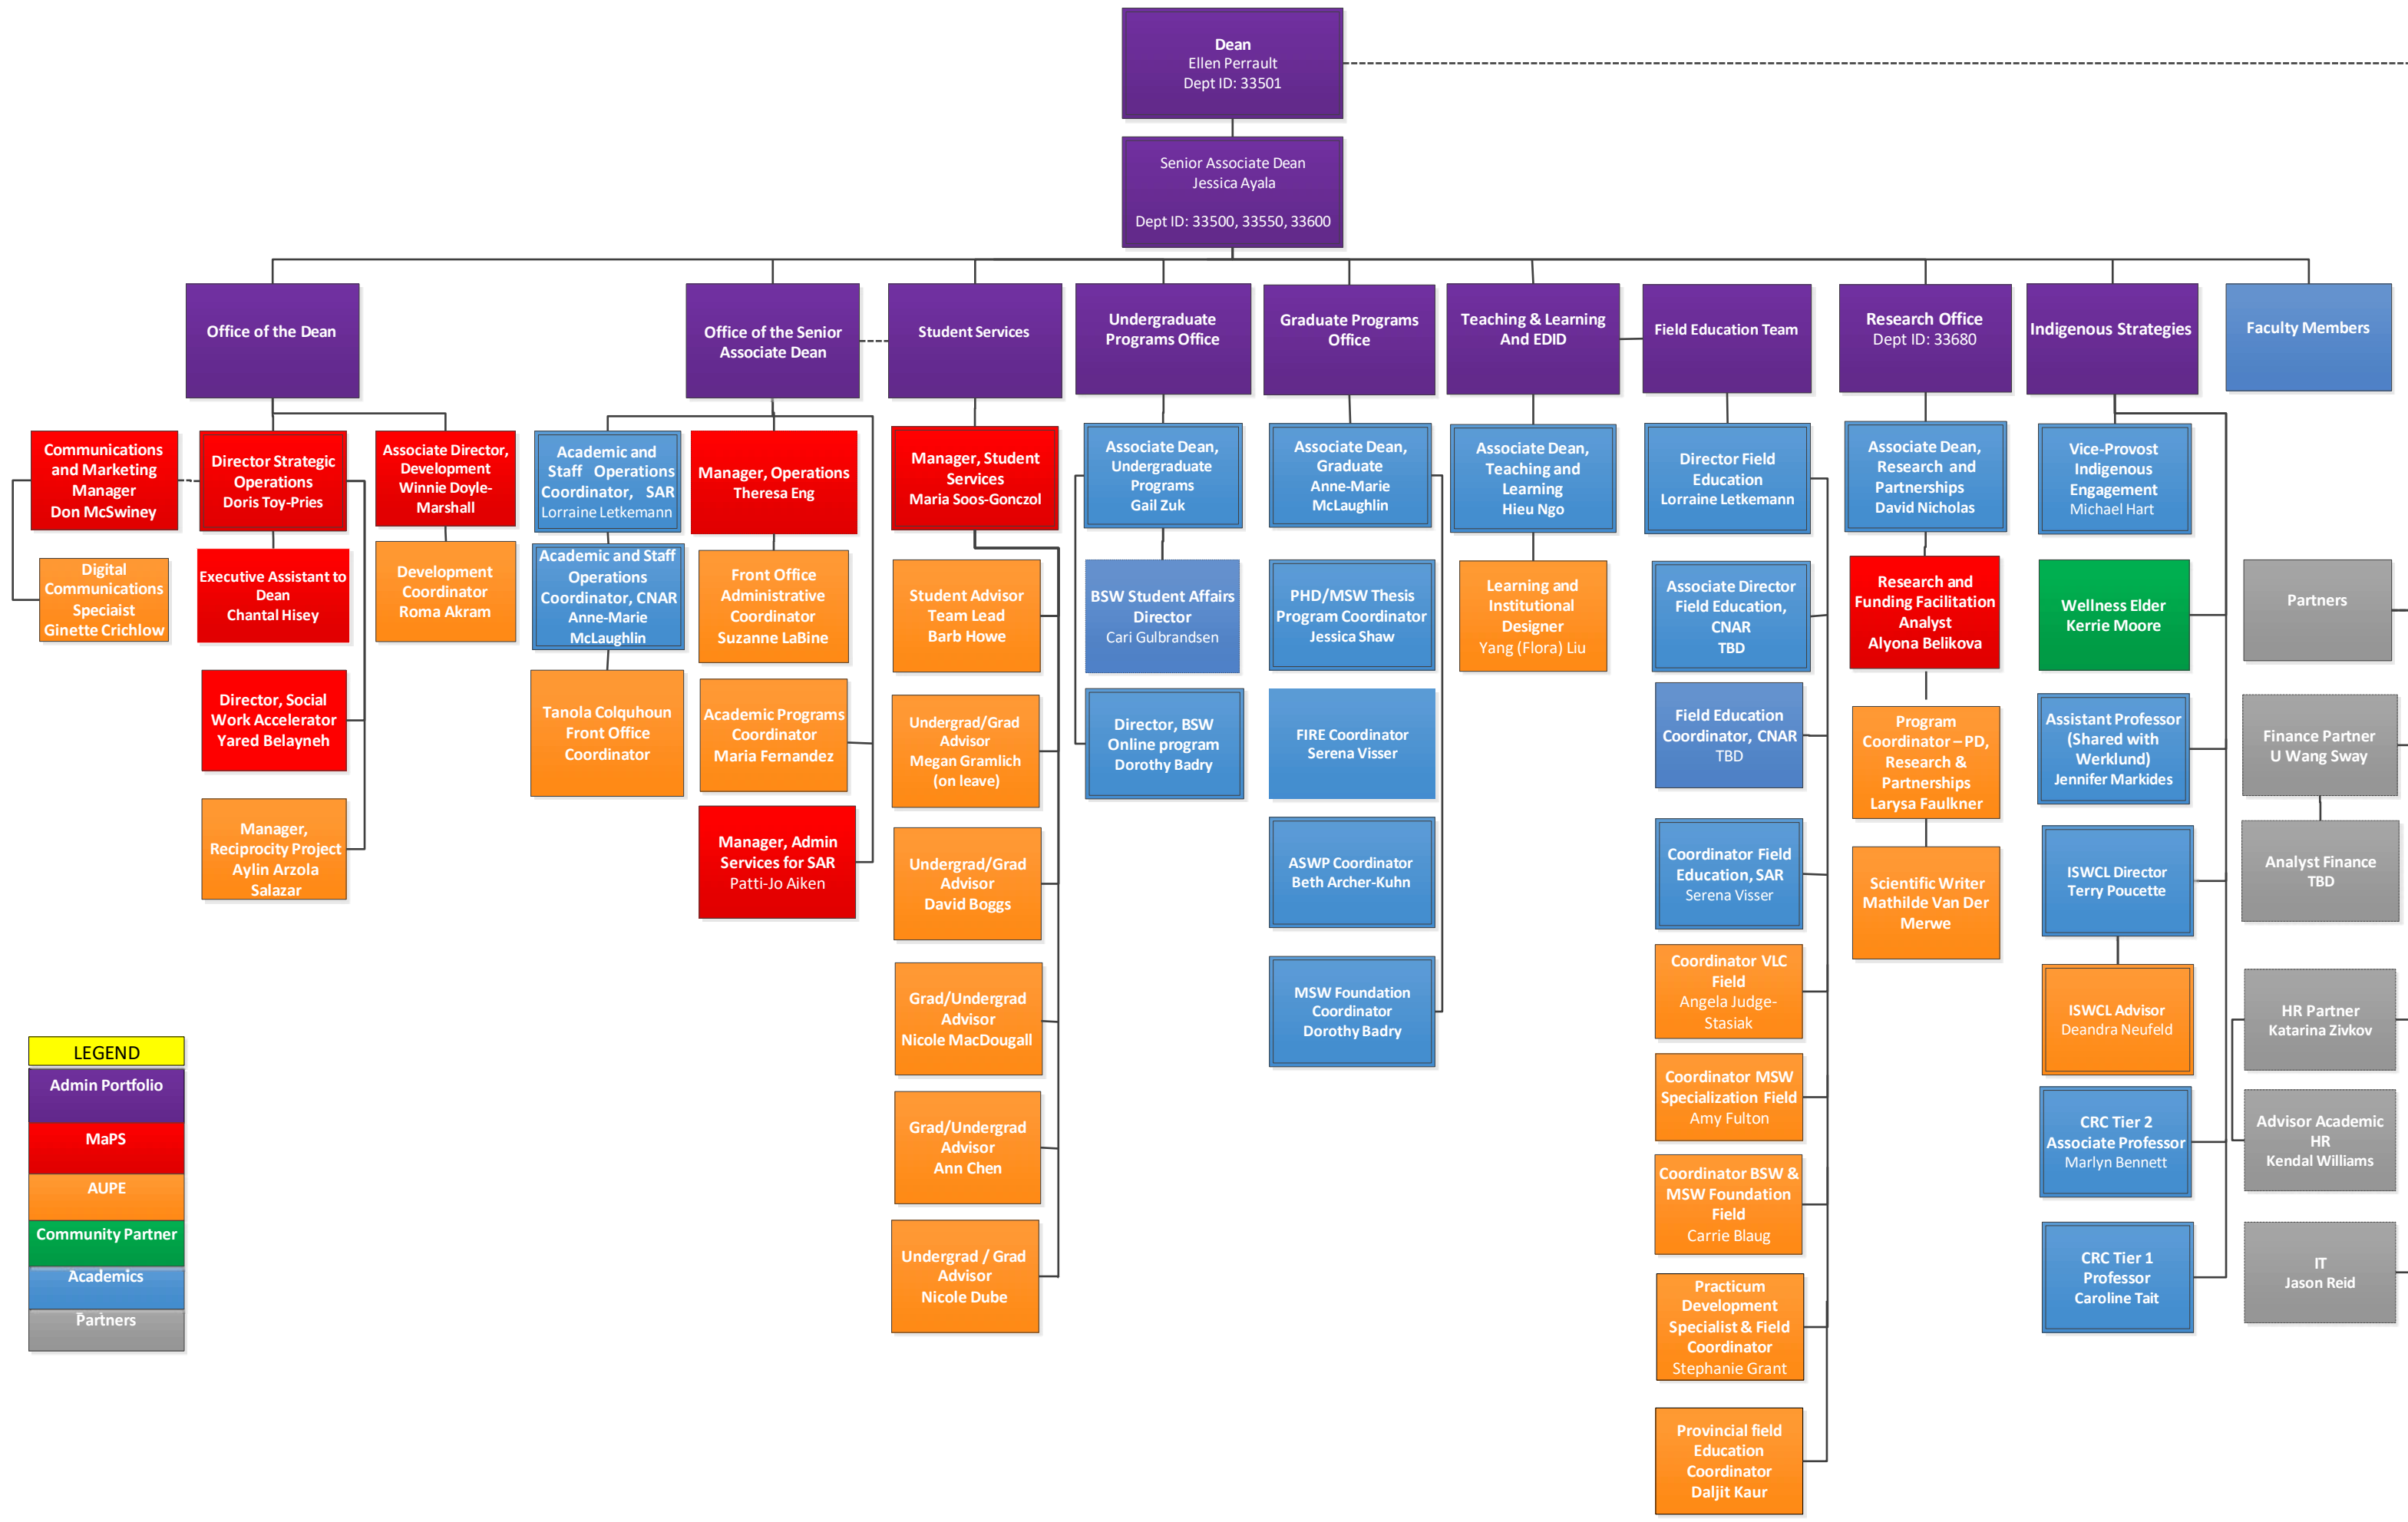 Dean
Ellen Perrault
Dept ID: 33501
Senior Associate Dean
Jessica Ayala
Dept ID: 33500, 33550, 33600
Office of the Dean
Office of the Senior
Associate Dean
Student Services
Undergraduate
Programs Office
Graduate Programs
Office
Teaching & Learning
And EDID
Field Education Team
Research Office
Dept ID: 33680
Indigenous Strategies
Faculty Members
Communications
and Marketing
Manager
Don McSwiney
Director Strategic
Operations
Doris Toy-Pries
Associate Director,
Development
Winnie Doyle-
Marshall
Digital
Communications
Speciaist
Ginette Crichlow
Executive Assistant to
Dean
Chantal Hisey
Development
Coordinator
Roma Akram
Director, Social
Work Accelerator
Yared Belayneh
Manager,
Reciprocity Project
Aylin Arzola
Salazar
Academic and
Staff Operations
Coordinator, SAR
Lorraine Letkemann
Academic and Staff
Operations
Coordinator, CNAR
Anne-Marie
McLaughlin
Tanola Colquhoun
Front Office
Coordinator
Manager, Operations
Theresa Eng
Front Office
Administrative
Coordinator
Suzanne LaBine
Academic Programs
Coordinator
Maria Fernandez
Manager, Admin
Services for SAR
Patti-Jo Aiken
Manager, Student
Services
Maria Soos-Gonczol
Student Advisor
Team Lead
Barb Howe
Undergrad/Grad
Advisor
Megan Gramlich
(on leave)
Undergrad/Grad
Advisor
David Boggs
Grad/Undergrad
Advisor
Nicole MacDougall
Grad/Undergrad
Advisor
Ann Chen
Undergrad / Grad
Advisor
Nicole Dube
Associate Dean,
Undergraduate
Programs
Gail Zuk
BSW Student Affairs
Director
Cari Gulbrandsen
Director, BSW
Online program
Dorothy Badry
Associate Dean,
Graduate
Anne-Marie
McLaughlin
PHD/MSW Thesis
Program Coordinator
Jessica Shaw
FIRE Coordinator
Serena Visser
ASWP Coordinator
Beth Archer-Kuhn
MSW Foundation
Coordinator
Dorothy Badry
Associate Dean,
Teaching and
Learning
Hieu Ngo
Learning and
Institutional
Designer
Yang (Flora) Liu
Director Field
Education
Lorraine Letkemann
Associate Director
Field Education,
CNAR
TBD
Field Education
Coordinator, CNAR
TBD
Coordinator Field
Education, SAR
Serena Visser
Coordinator VLC
Field
Angela Judge-
Stasiak
Coordinator MSW
Specialization Field
Amy Fulton
Coordinator BSW &
MSW Foundation
Field
Carrie Blaug
Practicum
Development
Specialist & Field
Coordinator
Stephanie Grant
Provincial field
Education
Coordinator
Daljit Kaur
Associate Dean,
Research and
Partnerships
David Nicholas
Research and
Funding Facilitation
Analyst
Alyona Belikova
Program
Coordinator – PD,
Research &
Partnerships
Larysa Faulkner
Scientific Writer
Mathilde Van Der
Merwe
Vice-Provost
Indigenous
Engagement
Michael Hart
Wellness Elder
Kerrie Moore
Assistant Professor
(Shared with
Werklund)
Jennifer Markides
ISWCL Director
Terry Poucette
ISWCL Advisor
Deandra Neufeld
CRC Tier 2
Associate Professor
Marlyn Bennett
CRC Tier 1
Professor
Caroline Tait
Partners
Finance Partner
U Wang Sway
Analyst Finance
TBD
HR Partner
Katarina Zivkov
Advisor Academic
HR
Kendal Williams
IT
Jason Reid
LEGEND
Admin Portfolio
MaPS
AUPE
Community Partner
Academics
Partners